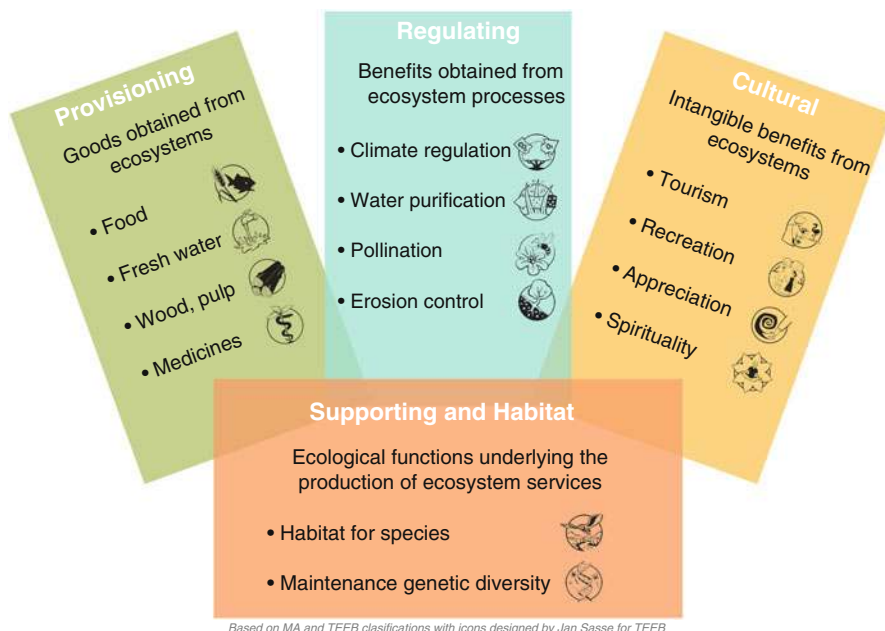 Provisioning
Goods obtained from
ecosystems
• Food
• Fresh water
• Wood, pulp
• Medicines
Regulating
Benefits obtained from
ecosystem processes
• Climate regulation
• Water purification
• Pollination
• Erosion control
Cultural
Intangible benefits from
ecosystems
• Tourism
• Recreation
• Appreciation
• Spirituality
Supporting and Habitat
Ecological functions underlying the
production of ecosystem services
• Habitat for species
• Maintenance genetic diversity
Based on MA and TEEB clasifications with icons designed by Jan Sasse for TEEB